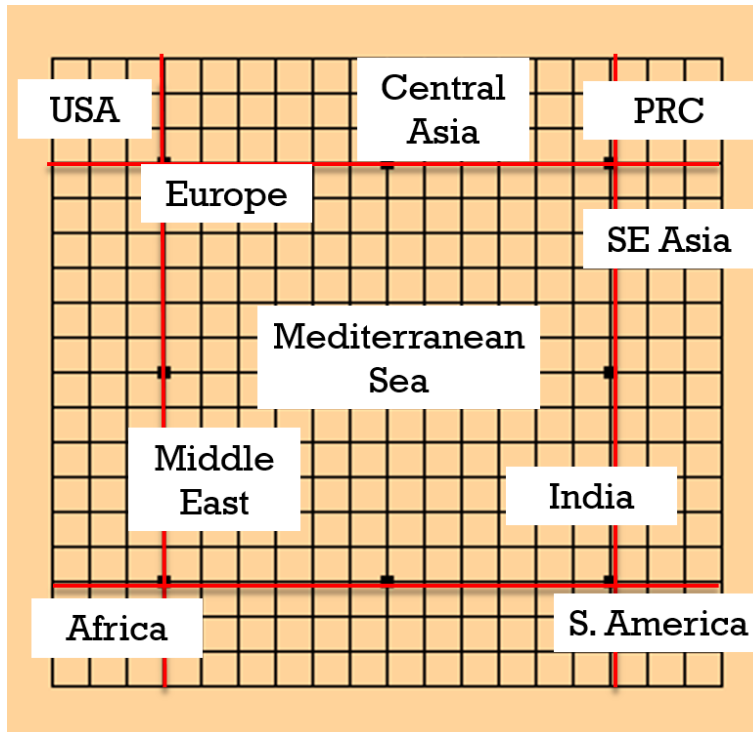 USA
Central
Asia
PRC
Europe
SE Asia
Mediterranean
Sea
Middle
East
India
Africa
S. America